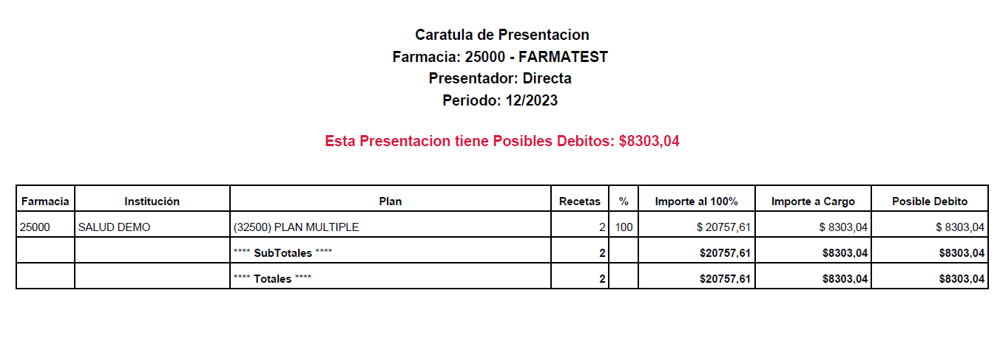 Caratula de Presentacion
Farmacia: 25000 - FARMATEST
Presentador: Directa
Periodo: 12/2023
Esta Presentacion tiene Posibles Debitos: $8303,04
Farmacia Institución Plan Recetas % Importe al 100% Importe a Cargo Posible Debito
25000 SALUD DEMO (32500) PLAN MULTIPLE 2 100 $ 20757,61 $ 8303,04 $ 8303,04
**** SubTotales **** 2 $20757,61 $8303,04 $8303,04
**** Totales **** 2 $20757,61 $8303,04 $8303,04